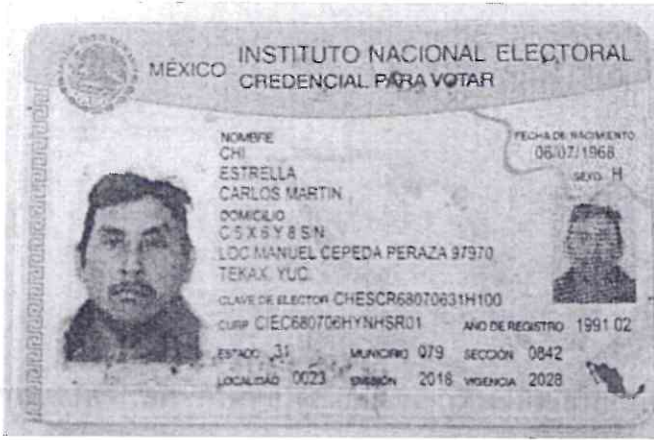 MÉXICO INSTITUTO NACIONAL ELECTORAL
CREDENCIAL PARA VOTAR
NOMBRE
CHI
ESTRELLA
CARLOS MARTIN
FECHA DE NACIMIENTO
06/07/1968
SEXO H
DOMICILIO
C 5 X 6 Y 8 SN
LOC MANUEL CEPEDA PERAZA 97970
TEKAX, YUC.
CLAVE DE ELECTOR CHESCR68070631H100
CURP CIEC680706HYNHSR01 AÑO DE REGISTRO 1991 02
ESTADO 31 MUNICIPIO 079 SECCIÓN 0842
LOCALIDAD 0023 EMISIÓN 2018 VIGENCIA 2028